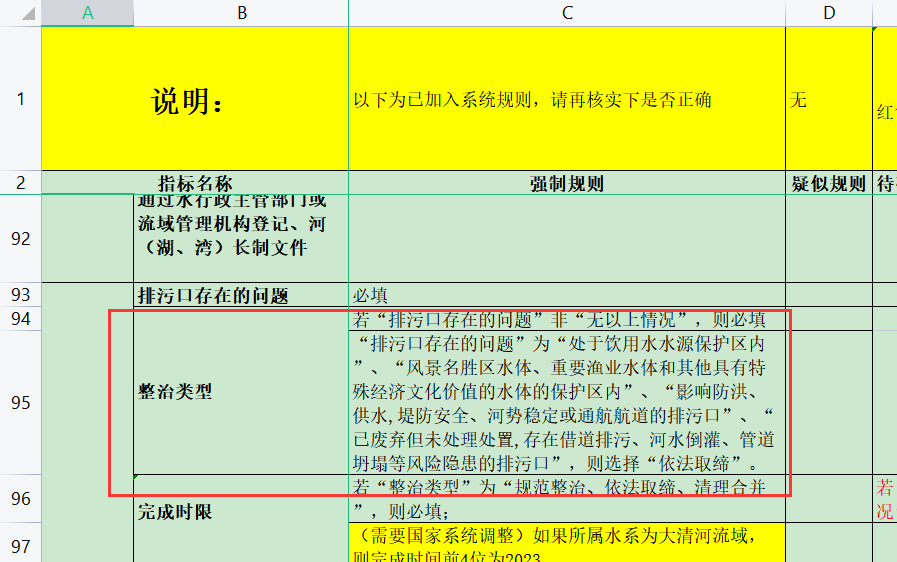 A B C D
1 说明： 以下为已加入系统规则，请再核实下是否正确 无 红
2 指标名称 强制规则 疑似规则 待
通过水行政主管部门或
92 流域管理机构登记、河
（湖、湾）长制文件
93 排污口存在的问题 必填
94 若“排污口存在的问题”非“无以上情况”，则必填
“排污口存在的问题”为“处于饮用水水源保护区内
”、“风景名胜区水体、重要渔业水体和其他具有特
95 整治类型 殊经济文化价值的水体的保护区内”、“影响防洪、
供水,堤防安全、河势稳定或通航航道的排污口”、“
已废弃但未处理处置,存在借道排污、河水倒灌、管道
坍塌等风险隐患的排污口”，则选择“依法取缔”。
96 若“整治类型”为“规范整治、依法取缔、清理合并 若
完成时限 ”，则必填； 况
97 （需要国家系统调整）如果所属水系为大清河流域，
则完成时间前4位为2023